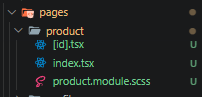 pages
product
[id].tsx U
index.tsx U
product.module.scss U